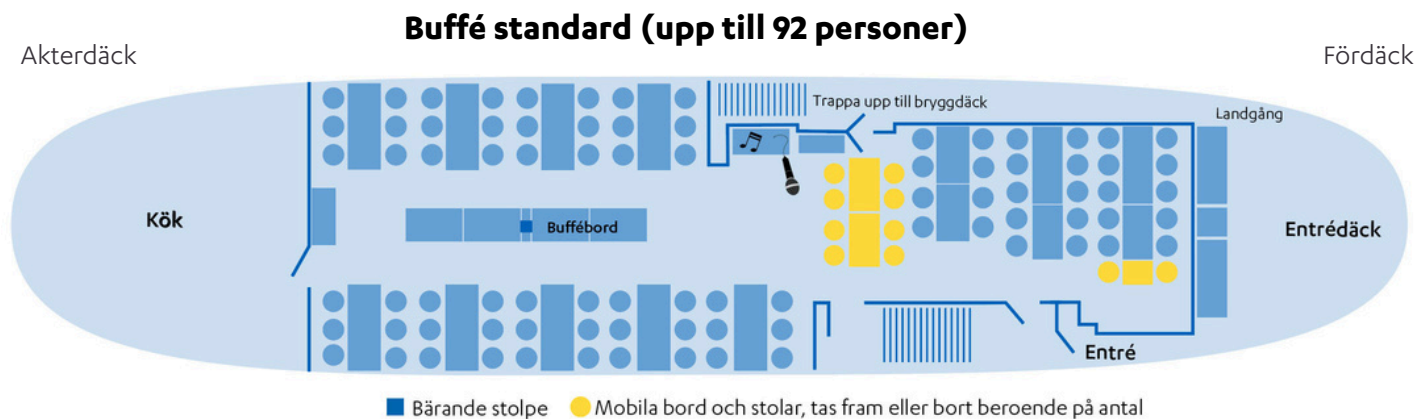 Buffé standard (upp till 92 personer)
Akterdäck
Fördäck
Trappa upp till bryggdäck
Landgång
Kök
Buffébord
Entrédäck
Entré
Bärande stolpe
Mobila bord och stolar, tas fram eller bort beroende på antal